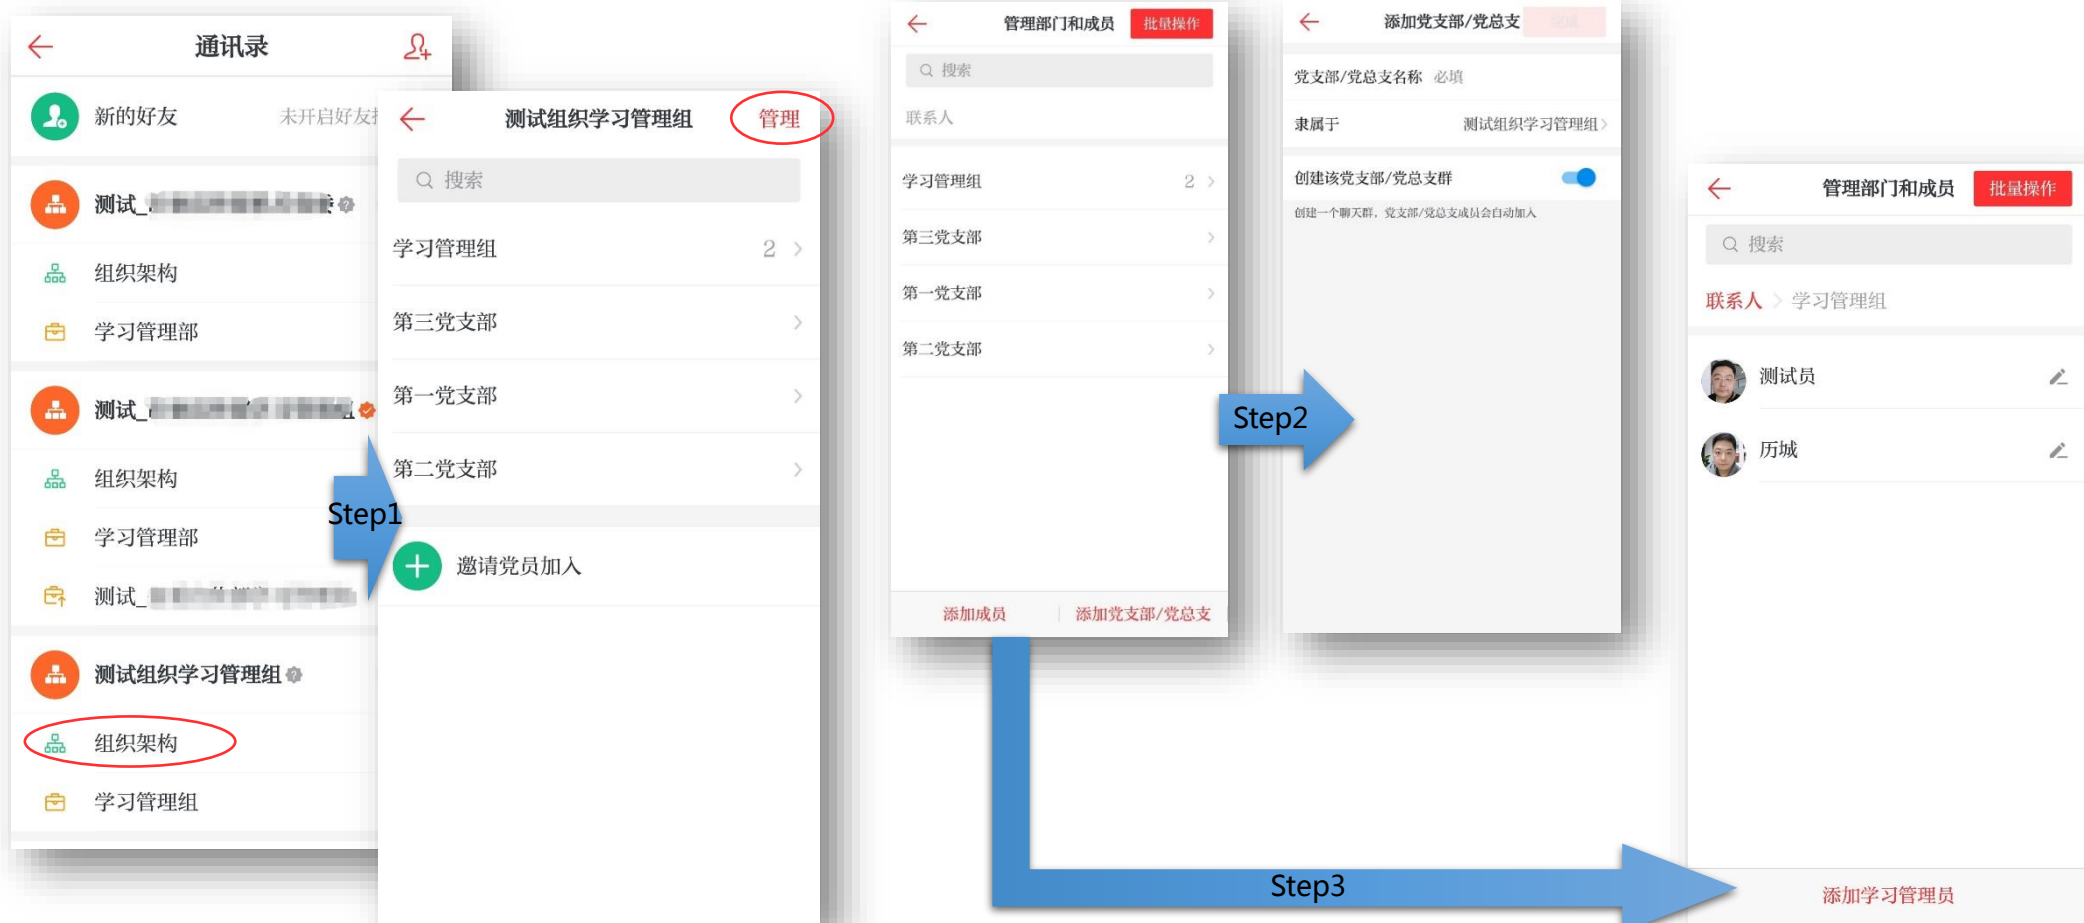 通讯录
新的好友 未开启好友
测试_
组织架构
学习管理部
测试_
组织架构
学习管理部
测试_
测试组织学习管理组
组织架构
学习管理组
Step1
测试组织学习管理组 管理
搜索
学习管理组 2
第三党支部
第一党支部
第二党支部
邀请党员加入
管理部门和成员 批量操作
搜索
联系人
学习管理组 2
第三党支部
第一党支部
第二党支部
添加成员 添加党支部/党总支
Step2
添加党支部/党总支
党支部/党总支名称 必填
隶属于 测试组织学习管理组
创建该党支部/党总支群
创建一个聊天群，党支部/党总支成员会自动加入
Step3
管理部门和成员 批量操作
搜索
联系人 > 学习管理组
测试员
历城
添加学习管理员